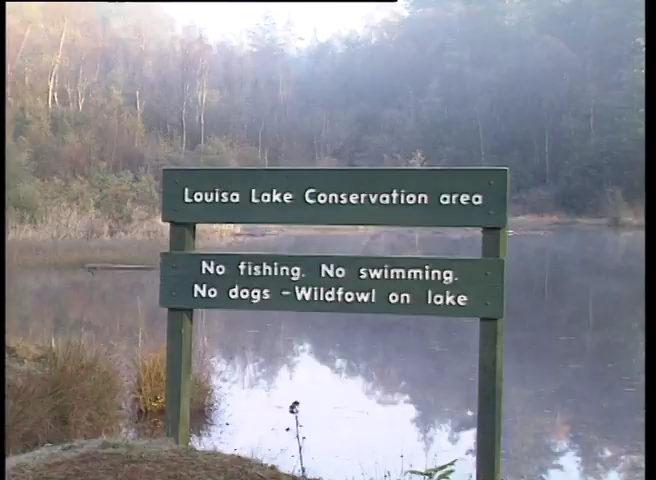 Louisa Lake Conservation area
No fishing. No swimming.
No dogs - Wildfowl on lake